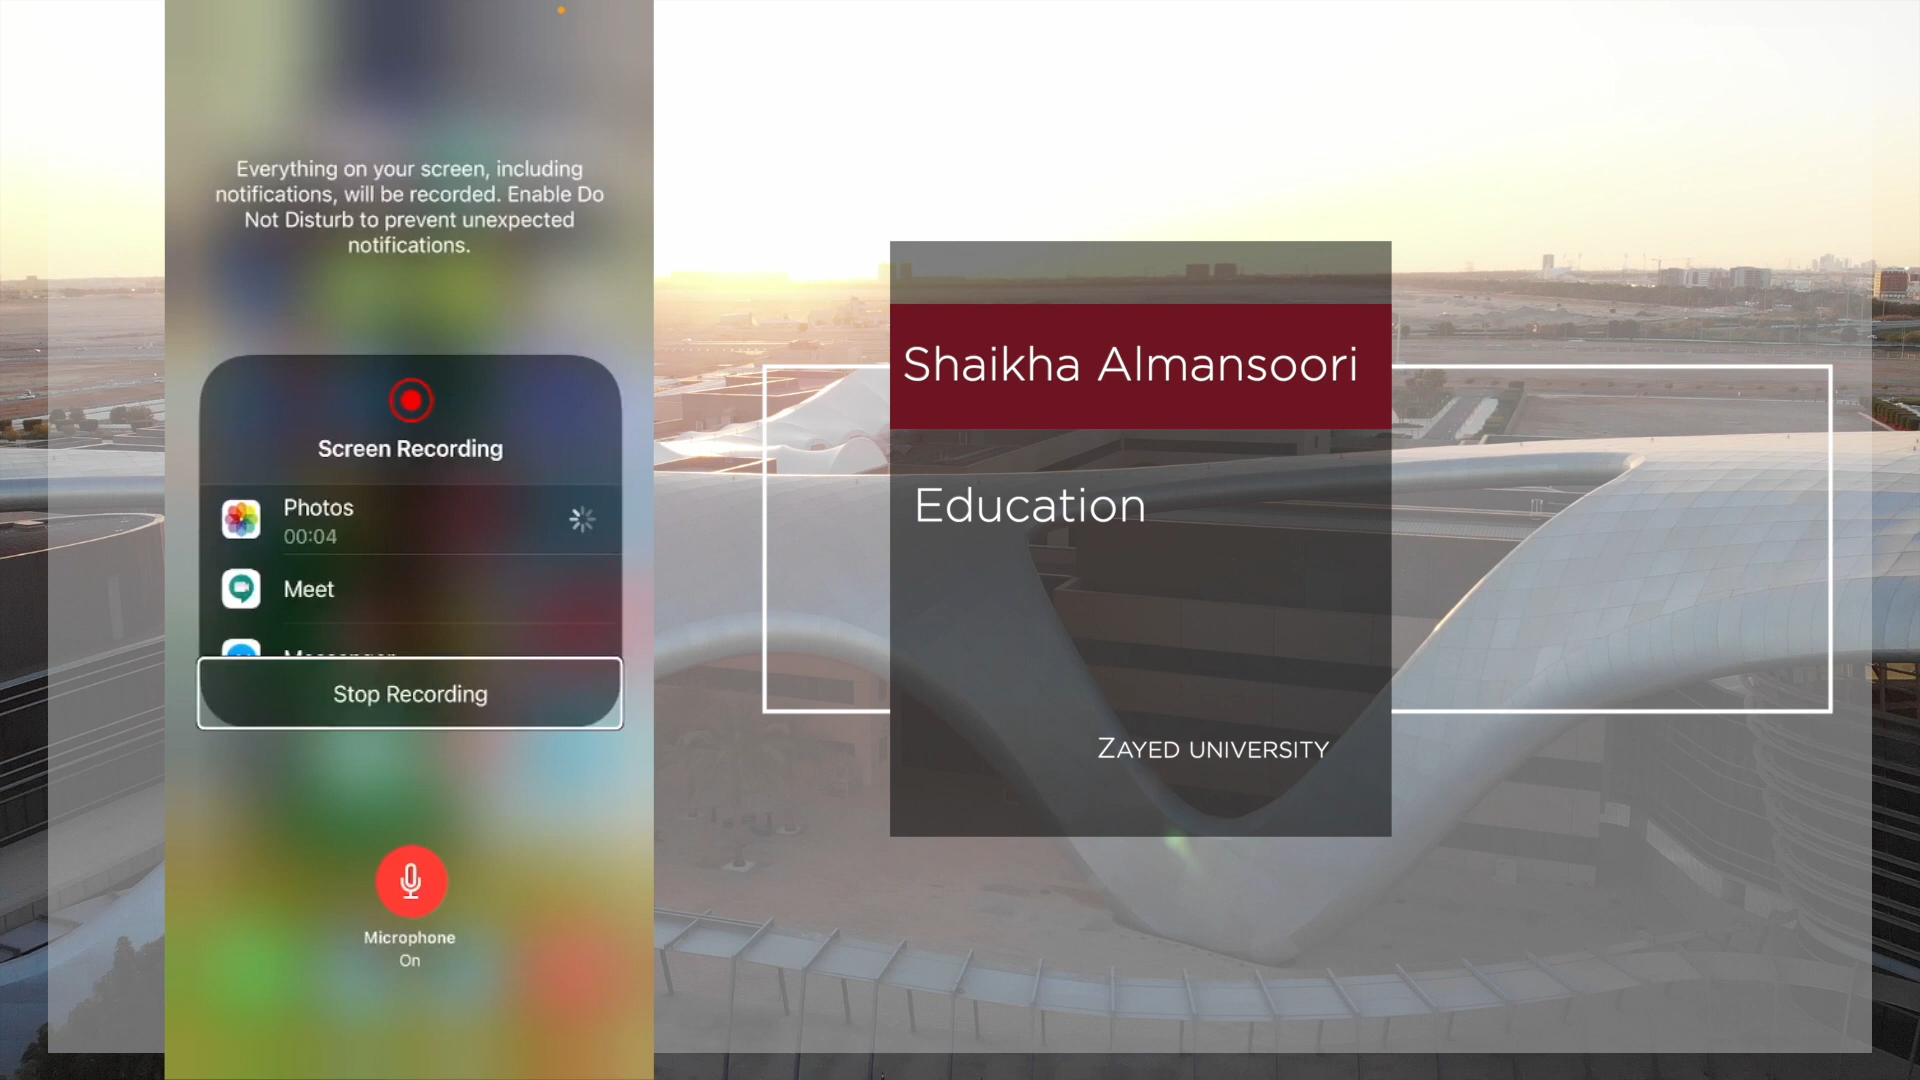 Everything on your screen, including
notifications, will be recorded. Enable Do
Not Disturb to prevent unexpected
notifications.
Screen Recording
Photos
00:04
Meet
Messenger
Stop Recording
Microphone
On
Shaikha Almansoori
Education
ZAYED UNIVERSITY